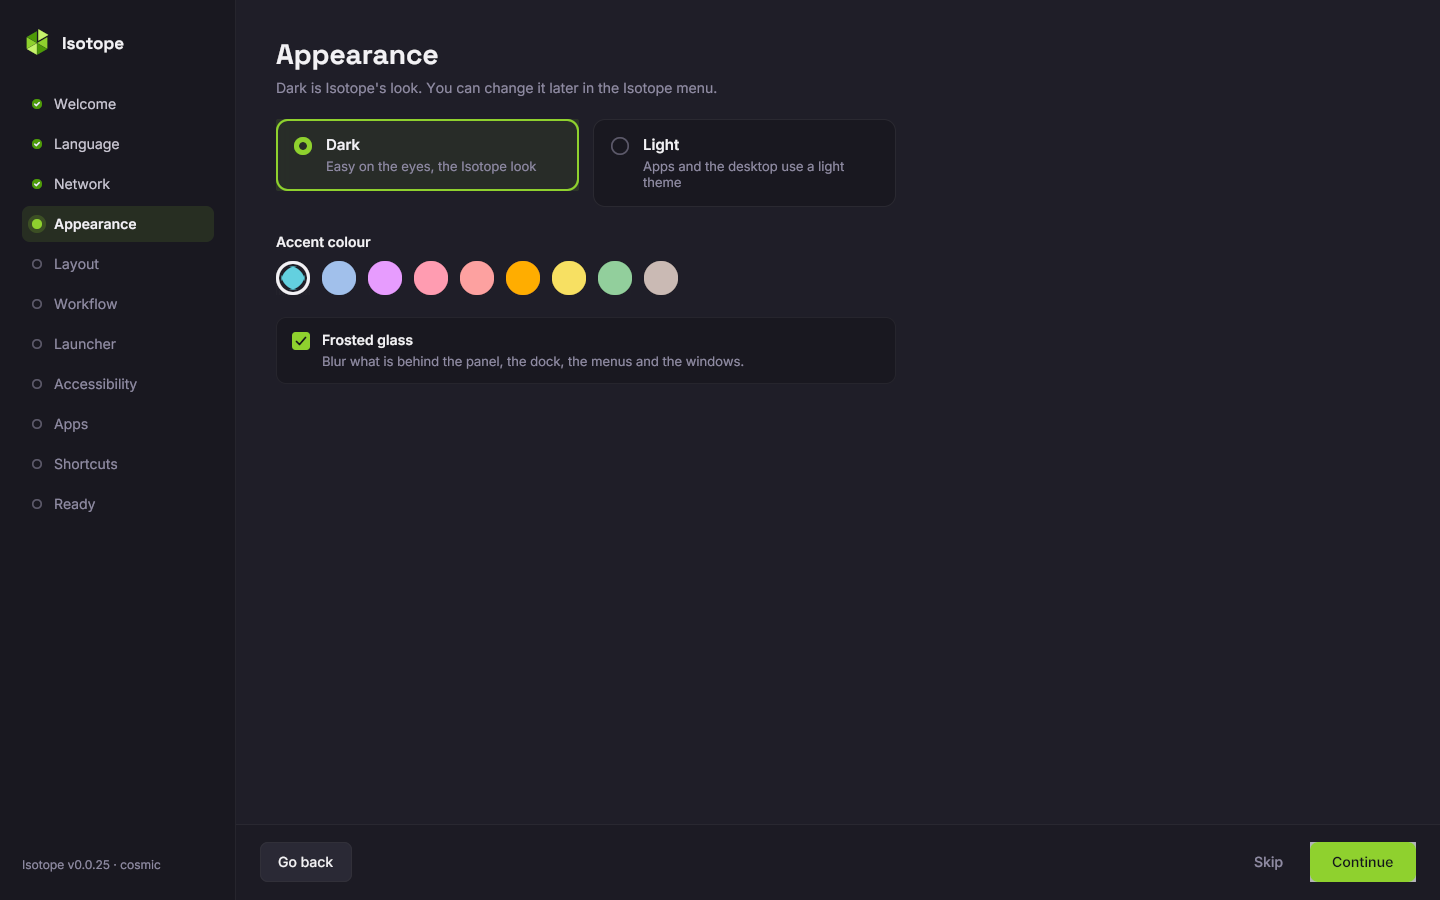 Isotope
Welcome
Language
Network
Appearance
Layout
Workflow
Launcher
Accessibility
Apps
Shortcuts
Ready
Isotope v0.0.25 · cosmic
Appearance
Dark is Isotope's look. You can change it later in the Isotope menu.
Dark
Easy on the eyes, the Isotope look
Light
Apps and the desktop use a light
theme
Accent colour
Frosted glass
Blur what is behind the panel, the dock, the menus and the windows.
Go back
Skip
Continue